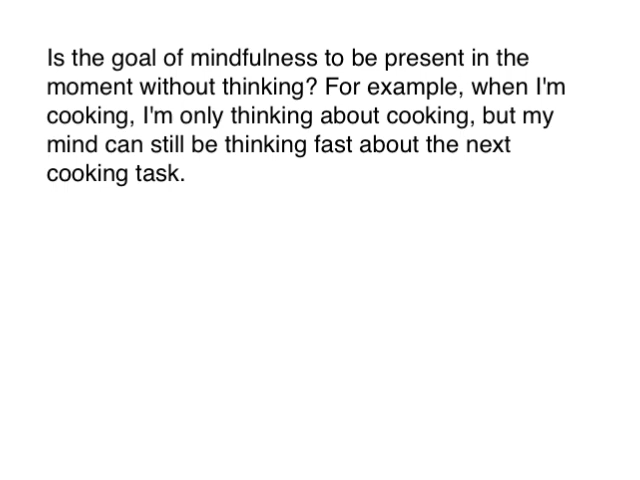 Is the goal of mindfulness to be present in the
moment without thinking? For example, when I'm
cooking, I'm only thinking about cooking, but my
mind can still be thinking fast about the next
cooking task.